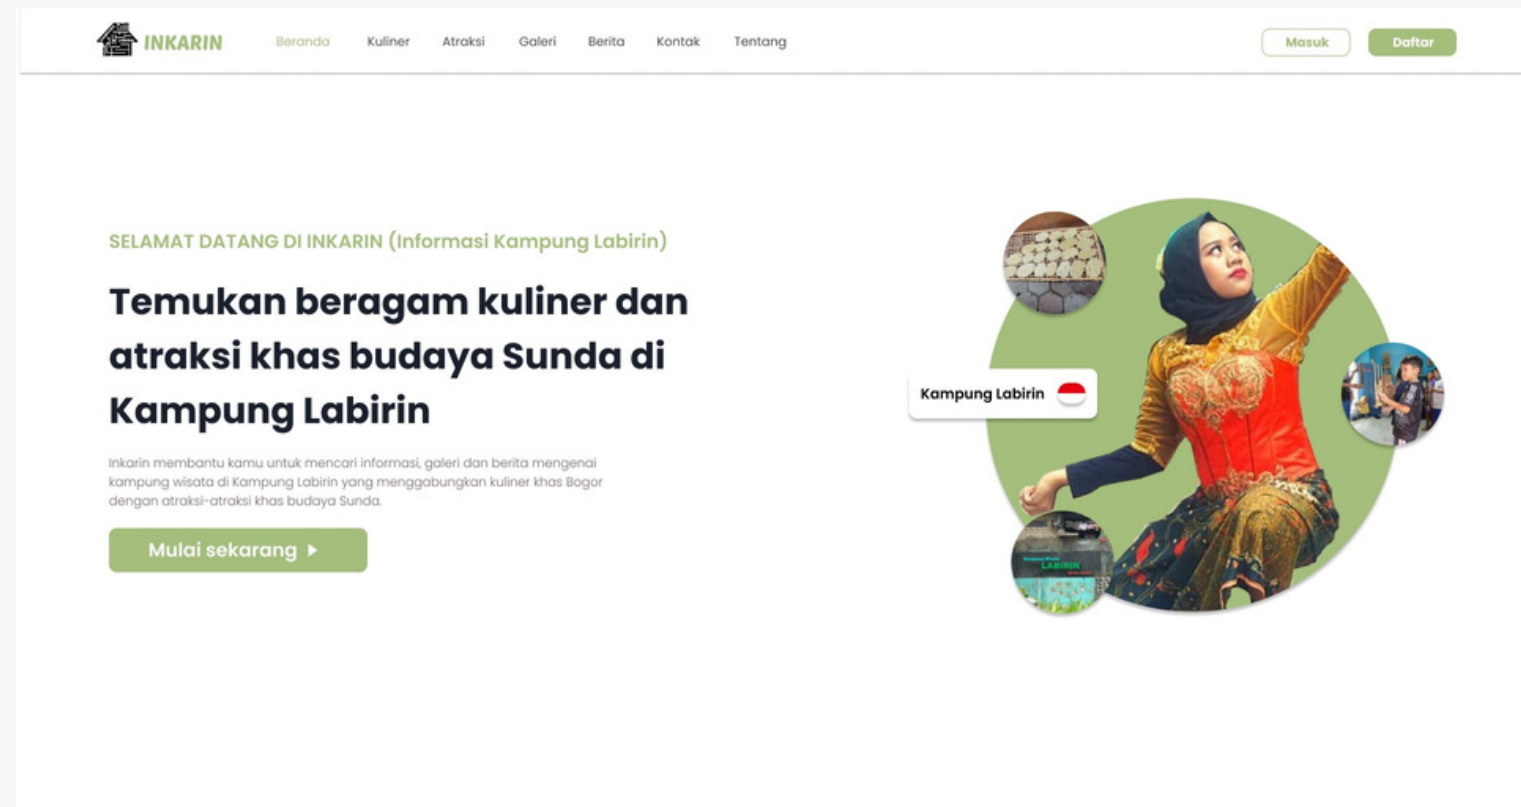 INKARIN
Beranda
Kuliner
Atraksi
Galeri
Berita
Kontak
Tentang
Masuk
Daftar
SELAMAT DATANG DI INKARIN (Informasi Kampung Labirin)
Temukan beragam kuliner dan
atraksi khas budaya Sunda di
Kampung Labirin
Inkarin membantu kamu untuk mencari informasi, galeri dan berita mengenai
kampung wisata di Kampung Labirin yang menggabungkan kuliner khas Bogor
dengan atraksi-atraksi khas budaya Sunda.
Mulai sekarang
Kampung Labirin
LABIRIN